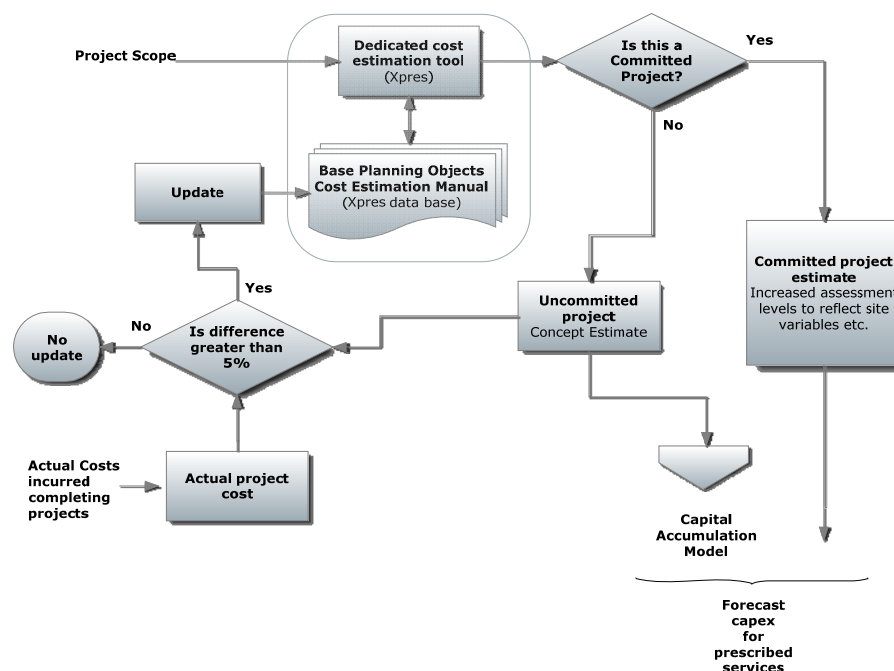 Project Scope
Dedicated cost
estimation tool
(Xpres)
Is this a
Committed
Project?
Yes
No
Base Planning Objects
Cost Estimation Manual
(Xpres data base)
Update
Committed project
estimate
Increased assessment
levels to reflect site
variables etc.
Uncommitted
project
Concept Estimate
Yes
No
Is difference
greater than
5%
No
update
Actual Costs
incurred
completing
projects
Actual project
cost
Capital
Accumulation
Model
Forecast
capex
for
prescribed
services